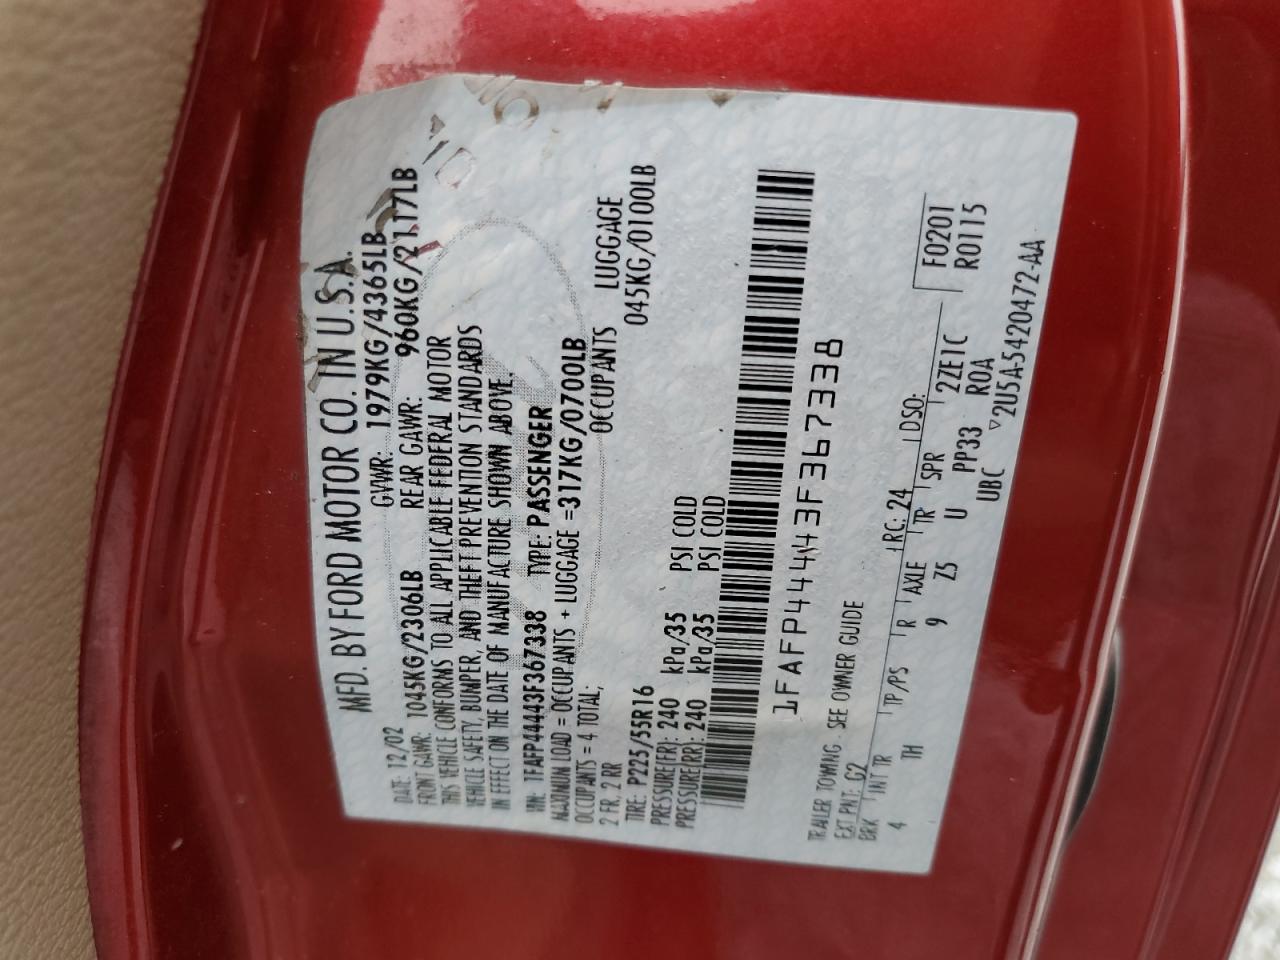 MFD. BY FORD MOTOR CO. IN U.S.A.
DATE: 12/02 GVWR: 1979KG/4365LB
FRONT GAWR: 1045KG/2306LB REAR GAWR: 960KG/2117LB
THIS VEHICLE CONFORMS TO ALL APPLICABLE FEDERAL MOTOR
VEHICLE SAFETY, BUMPER, AND THEFT PREVENTION STANDARDS
IN EFFECT ON THE DATE OF MANUFACTURE SHOWN ABOVE.
VIN: 1FAFP44443F367338 TYPE: PASSENGER
MAXIMUM LOAD = OCCUPANTS + LUGGAGE =317KG/0700LB
OCCUPANTS = 4 TOTAL; OCCUPANTS LUGGAGE
2 FR, 2 RR 045KG/0100LB
TIRE: P225/55R16
PRESSURE(FR): 240 kPa/35 PSI COLD
PRESSURE(RR): 240 kPa/35 PSI COLD
1FAFP44443F367338
TRAILER TOWING SEE OWNER GUIDE
EXT PNT: G2 RC: 24 DSO: F0201
BRK INT TR TP/PS R AXLE TR SPR 2ZE1C R0115
4 TH 9 Z5 U PP33 ROA
UBC ▽2U5A-5420472-AA